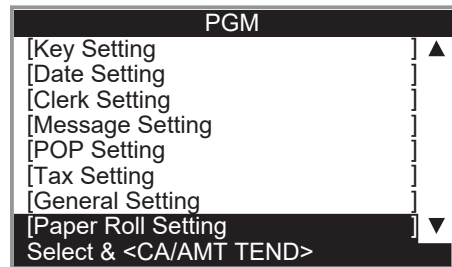 PGM
[Key Setting ] ▲
[Date Setting ]
[Clerk Setting ]
[Message Setting ]
[POP Setting ]
[Tax Setting ]
[General Setting ]
[Paper Roll Setting ] ▼
Select & <CA/AMT TEND>